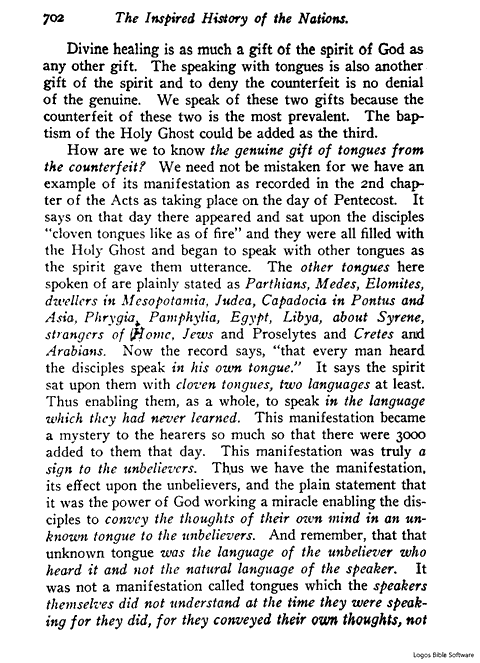 702 The Inspired History of the Nations.
Divine healing is as much a gift of the spirit of God as
any other gift. The speaking with tongues is also another
gift of the spirit and to deny the counterfeit is no denial
of the genuine. We speak of these two gifts because the
counterfeit of these two is the most prevalent. The bap-
tism of the Holy Ghost could be added as the third.
How are we to know the genuine gift of tongues from
the counterfeit? We need not be mistaken for we have an
example of its manifestation as recorded in the 2nd chap-
ter of the Acts as taking place on the day of Pentecost. It
says on that day there appeared and sat upon the disciples
"cloven tongues like as of fire" and they were all filled with
the Holy Ghost and began to speak with other tongues as
the spirit gave them utterance. The other tongues here
spoken of are plainly stated as Parthians, Medes, Elomites,
dwellers in Mesopotamia, Judea, Capadocia in Pontus and
Asia, Phrygia, Pamphylia, Egypt, Libya, about Syrene,
strangers of Home, Jews and Proselytes and Cretes and
Arabians. Now the record says, "that every man heard
the disciples speak in his own tongue." It says the spirit
sat upon them with cloven tongues, two languages at least.
Thus enabling them, as a whole, to speak in the language
which they had never learned. This manifestation became
a mystery to the hearers so much so that there were 3000
added to them that day. This manifestation was truly a
sign to the unbelievers. Thus we have the manifestation,
its effect upon the unbelievers, and the plain statement that
it was the power of God working a miracle enabling the dis-
ciples to convey the thoughts of their own mind in an un-
known tongue to the unbelievers. And remember, that that
unknown tongue was the language of the unbeliever who
heard it and not the natural language of the speaker. It
was not a manifestation called tongues which the speakers
themselves did not understand at the time they were speak-
ing for they did, for they conveyed their own thoughts, not
Logos Bible Software